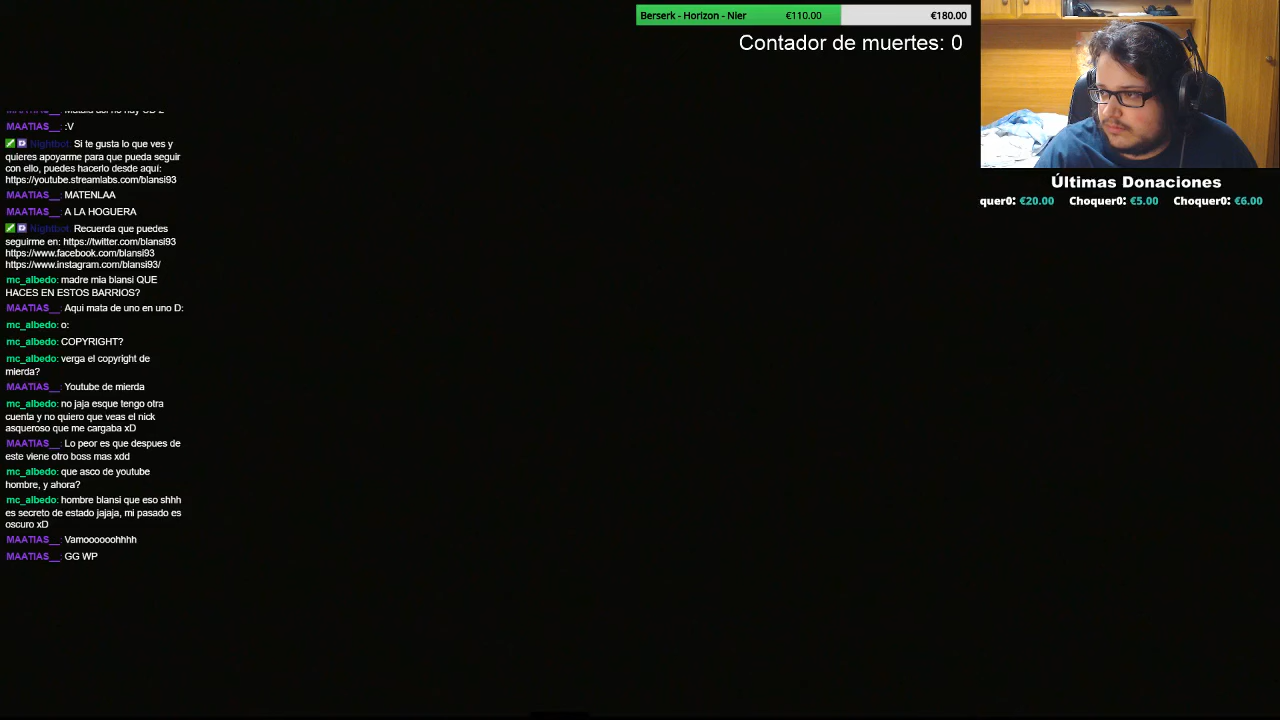 Berserk - Horizon - Nier €110.00 €180.00
Contador de muertes: 0
MAATIAS__: :V
Nightbot: Si te gusta lo que ves y
quieres apoyarme para que pueda seguir
con ello, puedes hacerlo desde aquí:
https://youtube.streamlabs.com/blansi93
MAATIAS__: MATENLAA
MAATIAS__: A LA HOGUERA
Nightbot: Recuerda que puedes
seguirme en: https://twitter.com/blansi93
https://www.facebook.com/blansi93
https://www.instagram.com/blansi93/
mc_albedo: madre mia blansi QUE
HACES EN ESTOS BARRIOS?
MAATIAS__: Aqui mata de uno en uno D:
mc_albedo: o:
mc_albedo: COPYRIGHT?
mc_albedo: verga el copyright de
mierda?
MAATIAS__: Youtube de mierda
mc_albedo: no jaja esque tengo otra
cuenta y no quiero que veas el nick
asqueroso que me cargaba xD
MAATIAS__: Lo peor es que despues de
este viene otro boss mas xdd
mc_albedo: que asco de youtube
hombre, y ahora?
mc_albedo: hombre blansi que eso shhh
es secreto de estado jajaja, mi pasado es
oscuro xD
MAATIAS__: Vamoooooohhhh
MAATIAS__: GG WP
Últimas Donaciones
quer0: €20.00 Choquer0: €5.00 Choquer0: €6.00